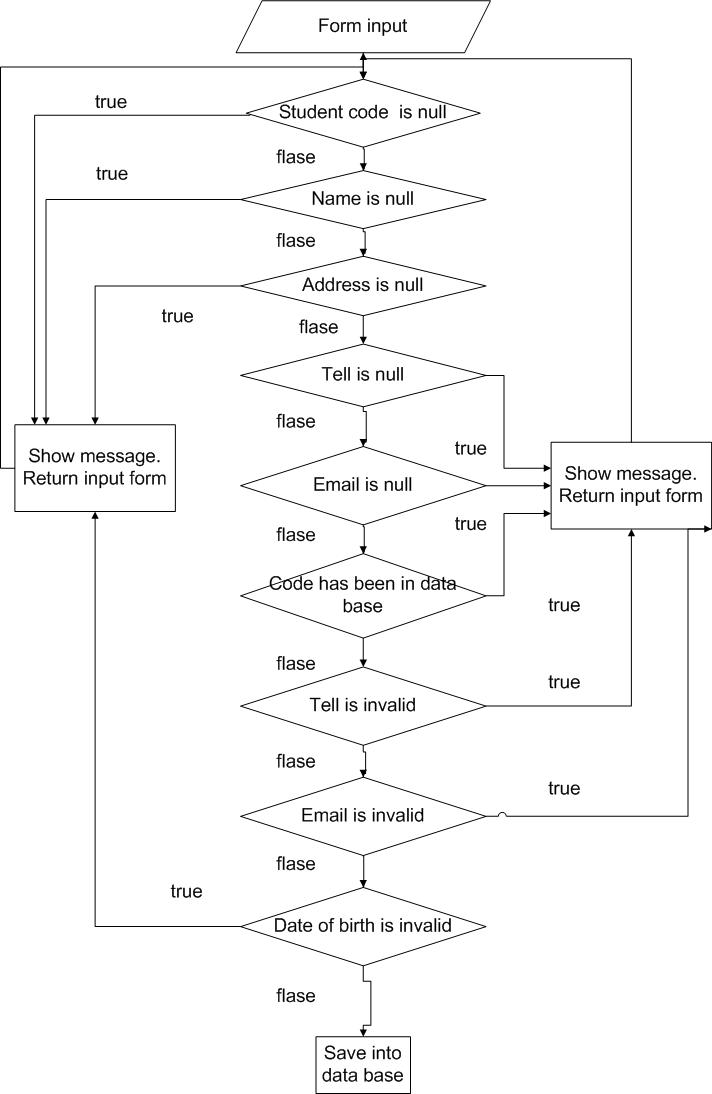 Form input
true
Student code is null
flase
true
Name is null
flase
Address is null
true
flase
Tell is null
flase
true
Show message.
Return input form
Email is null
Show message.
Return input form
flase
true
Code has been in data
base
true
flase
true
Tell is invalid
flase
true
Email is invalid
flase
true
Date of birth is invalid
flase
Save into
data base